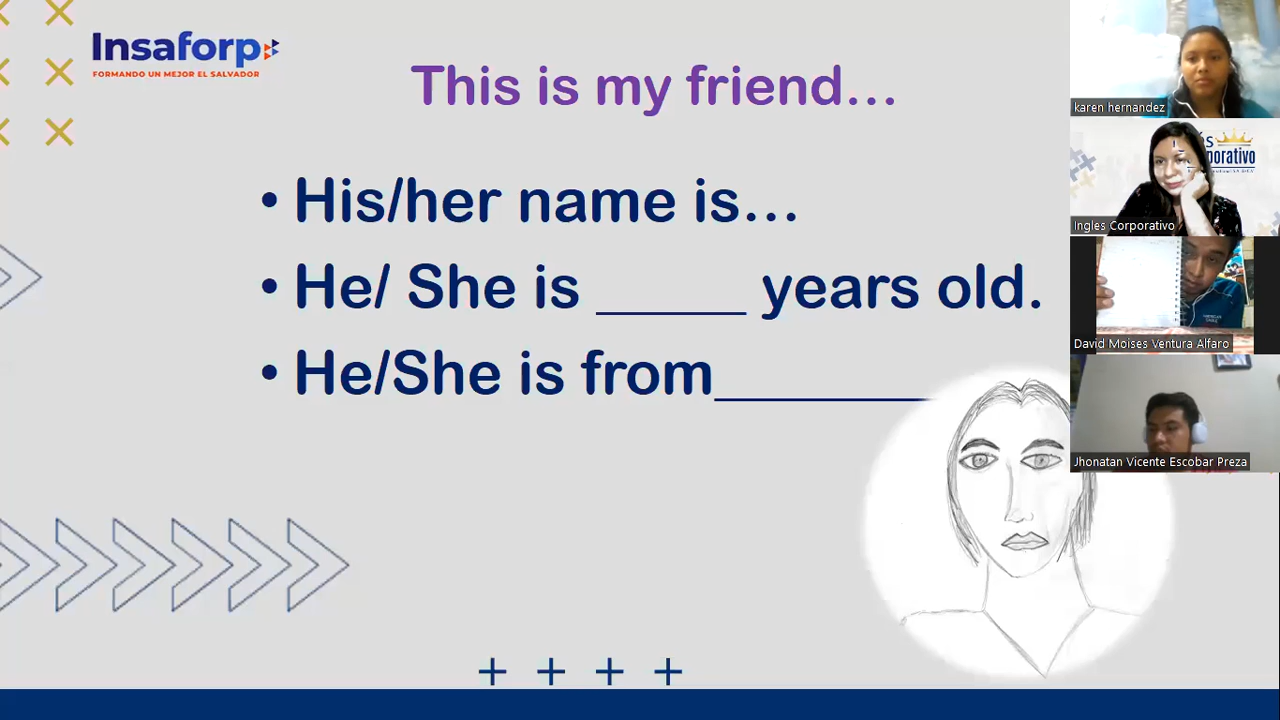 Insaforp
FORMANDO UN MEJOR EL SALVADOR
This is my friend...
• His/her name is...
• He/ She is _____ years old.
• He/She is from________
karen hernandez
Ingles Corporativo
David Moises Ventura Alfaro
Jhonatan Vicente Escobar Preza